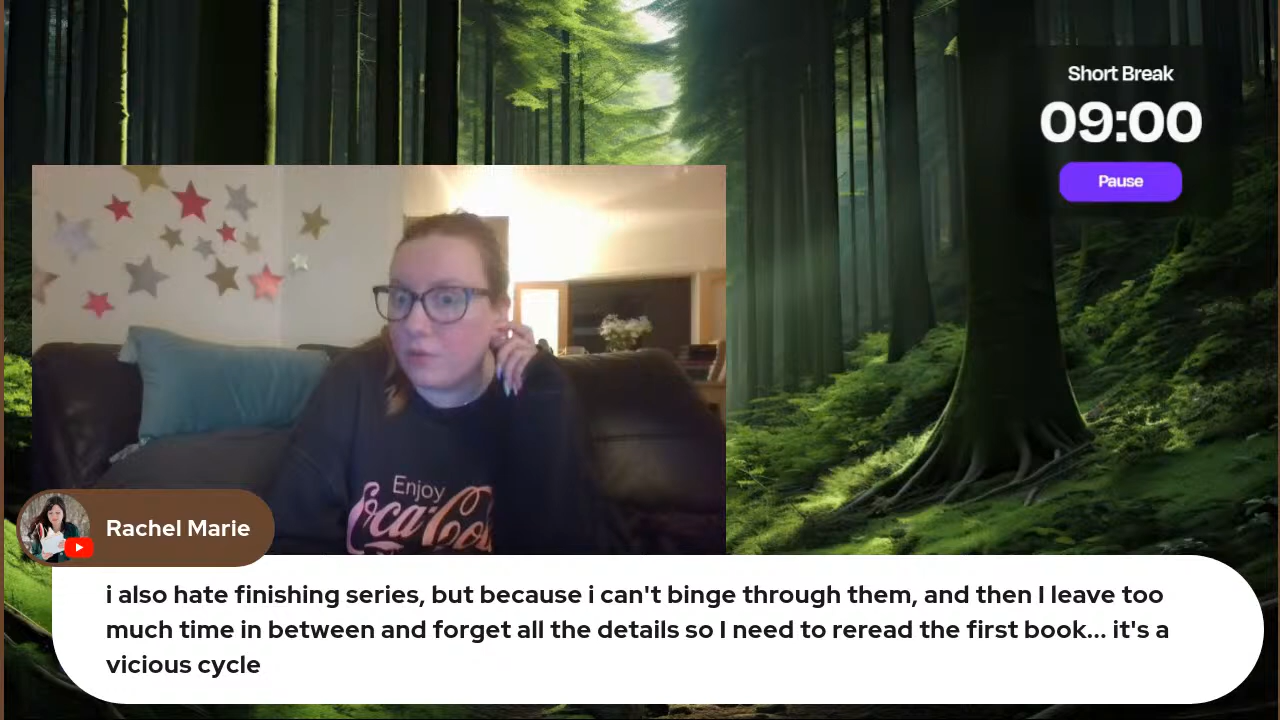 Short Break
09:00
Pause
Enjoy
Coca-Cola
Rachel Marie
i also hate finishing series, but because i can't binge through them, and then I leave too
much time in between and forget all the details so I need to reread the first book... it's a
vicious cycle